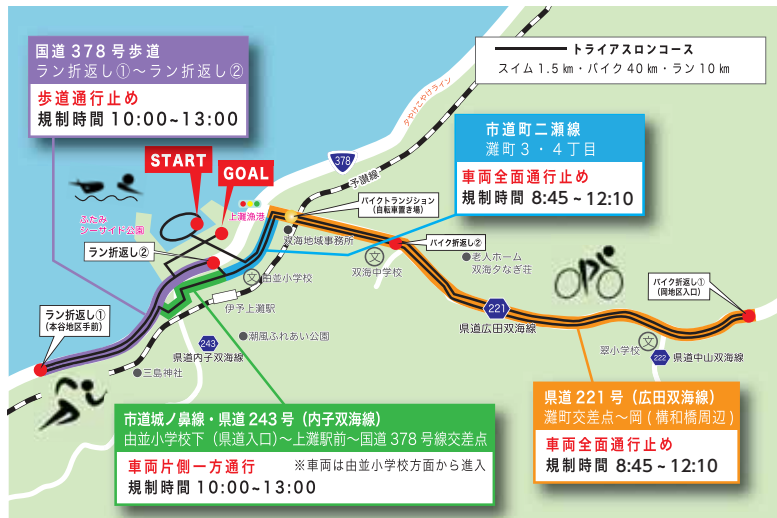 国道378号歩道
ラン折返し①～ラン折返し②
歩道通行止め
規制時間 10:00~13:00
トライアスロンコース
スイム1.5㎞・バイク40㎞・ラン10㎞
夕やけこやけライン
市道町二瀬線
灘町3・4丁目
車両全面通行止め
規制時間 8:45 ~ 12:10
START
GOAL
378
予讃線
バイクトランジション
(自転車置き場)
上灘漁港
ふたみ
シーサイド公園
ラン折返し②
双海地域事務所
バイク折返し②
文
双海中学校
老人ホーム
双海夕なぎ荘
文
由並小学校
伊予上灘駅
バイク折返し①
(岡地区入口)
221
県道広田双海線
ラン折返し①
(本谷地区手前)
243
県道内子双海線
潮風ふれあい公園
三島神社
文
翠小学校
222
県道中山双海線
市道城ノ鼻線・県道243号（内子双海線）
由並小学校下（県道入口）～上灘駅前～国道378号線交差点
車両片側一方通行
※車両は由並小学校方面から進入
規制時間 10:00~13:00
県道221号（広田双海線）
灘町交差点～岡(構和橋周辺)
車両全面通行止め
規制時間 8:45 ~ 12:10